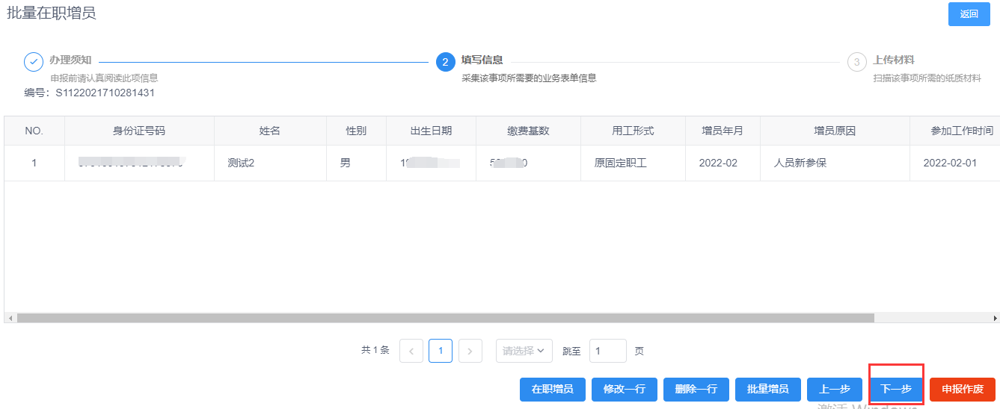 批量在职增员
返回
办理须知
2 填写信息
3 上传材料
申报前请认真阅读此项信息
采集该事项所需要的业务表单信息
扫描该事项所需的纸质材料
编号：S1122021710281431
NO. 身份证号码 姓名 性别 出生日期 缴费基数 用工形式 增员年月 增员原因 参加工作时间
1 测试2 男 原固定职工 2022-02 人员新参保 2022-02-01
共 1 条 1 请选择 跳至 1 页
在职增员 修改一行 删除一行 批量增员 上一步 下一步 申报作废
激活 Windows